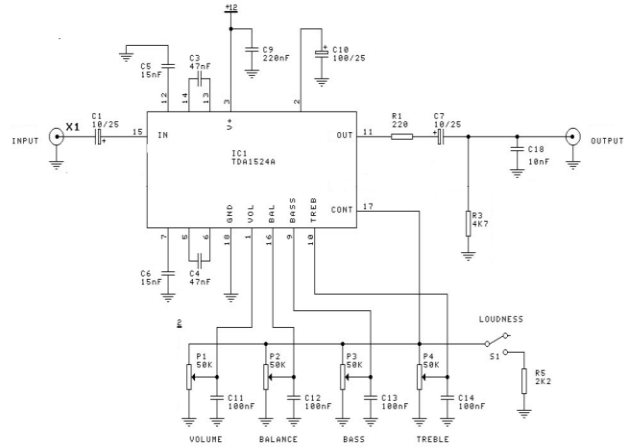 +12
C5
15nF
C3
47nF
C9
220nF
C10
100/25
12
14
13
3
2
INPUT
X1
C1
10/25
15
IN
V+
IC1
TDA1524A
OUT
11
R1
220
C7
10/25
C18
10nF
OUTPUT
CONT
17
GND
VOL
BAL
BASS
TREB
R3
4K7
7
5
6
18
1
16
9
10
C6
15nF
C4
47nF
LOUDNESS
S1
P1
50K
P2
50K
P3
50K
P4
50K
R5
2K2
C11
100nF
C12
100nF
C13
100nF
C14
100nF
VOLUME
BALANCE
BASS
TREBLE